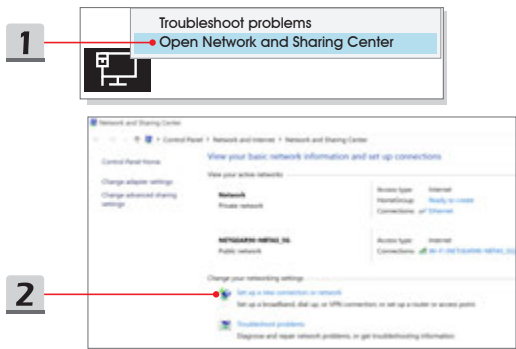 Troubleshoot problems
1
Open Network and Sharing Center
Network and Sharing Center
Control Panel › Network and Internet › Network and Sharing Center
Control Panel Home
View your basic network information and set up connections
Change adapter settings
View your active networks
Change advanced sharing
settings
Network
Access type: Internet
Private network
HomeGroup: Ready to create
Connections: Ethernet
Access type: Internet
Public network
Connections:
Change your networking settings
2
Set up a new connection or network
Set up a broadband, dial-up, or VPN connection; or set up a router or access point.
Troubleshoot problems
Diagnose and repair network problems, or get troubleshooting information.